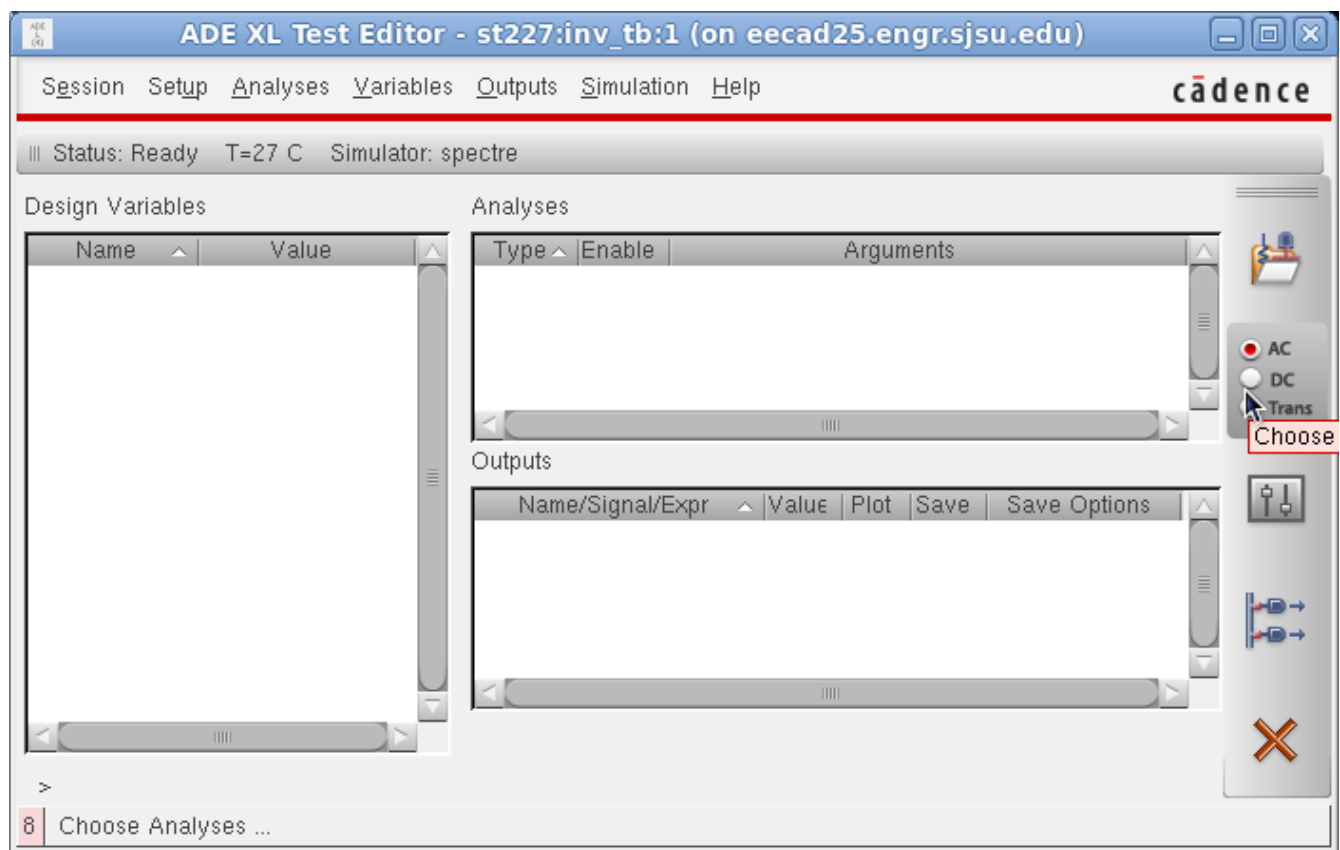 ADE XL Test Editor - st227:inv_tb:1 (on eecad25.engr.sjsu.edu)
Session Setup Analyses Variables Outputs Simulation Help cādence
Status: Ready T=27 C Simulator: spectre
Design Variables
Name Value
Analyses
Type Enable Arguments
AC
DC
Trans
Choose
Outputs
Name/Signal/Expr Value Plot Save Save Options
>
8 Choose Analyses ...